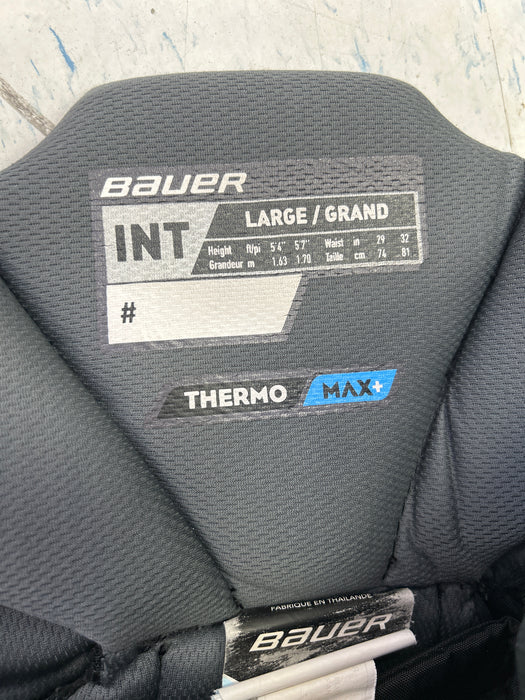 BAUER
INT
LARGE / GRAND
Height ft/pi 5'4" 5'7" Waist in 29 32
Grandeur m 1.63 1.70 Taille cm 74 81
#
THERMO MAX+
FABRIQUÉ EN THAÏLANDE
BAUER